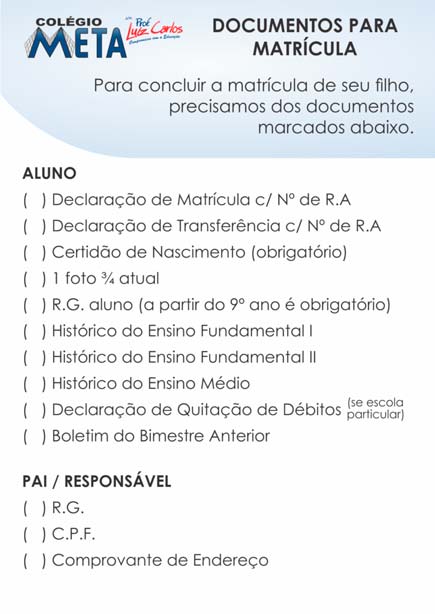 COLÉGIO
META
Prof.
Luiz Carlos
Compromisso com a Educação
DOCUMENTOS PARA
MATRÍCULA
Para concluir a matrícula de seu filho,
precisamos dos documentos
marcados abaixo.
ALUNO
( ) Declaração de Matrícula c/ Nº de R.A
( ) Declaração de Transferência c/ Nº de R.A
( ) Certidão de Nascimento (obrigatório)
( ) 1 foto ¾ atual
( ) R.G. aluno (a partir do 9º ano é obrigatório)
( ) Histórico do Ensino Fundamental I
( ) Histórico do Ensino Fundamental II
( ) Histórico do Ensino Médio
( ) Declaração de Quitação de Débitos (se escola particular)
( ) Boletim do Bimestre Anterior
PAI / RESPONSÁVEL
( ) R.G.
( ) C.P.F.
( ) Comprovante de Endereço